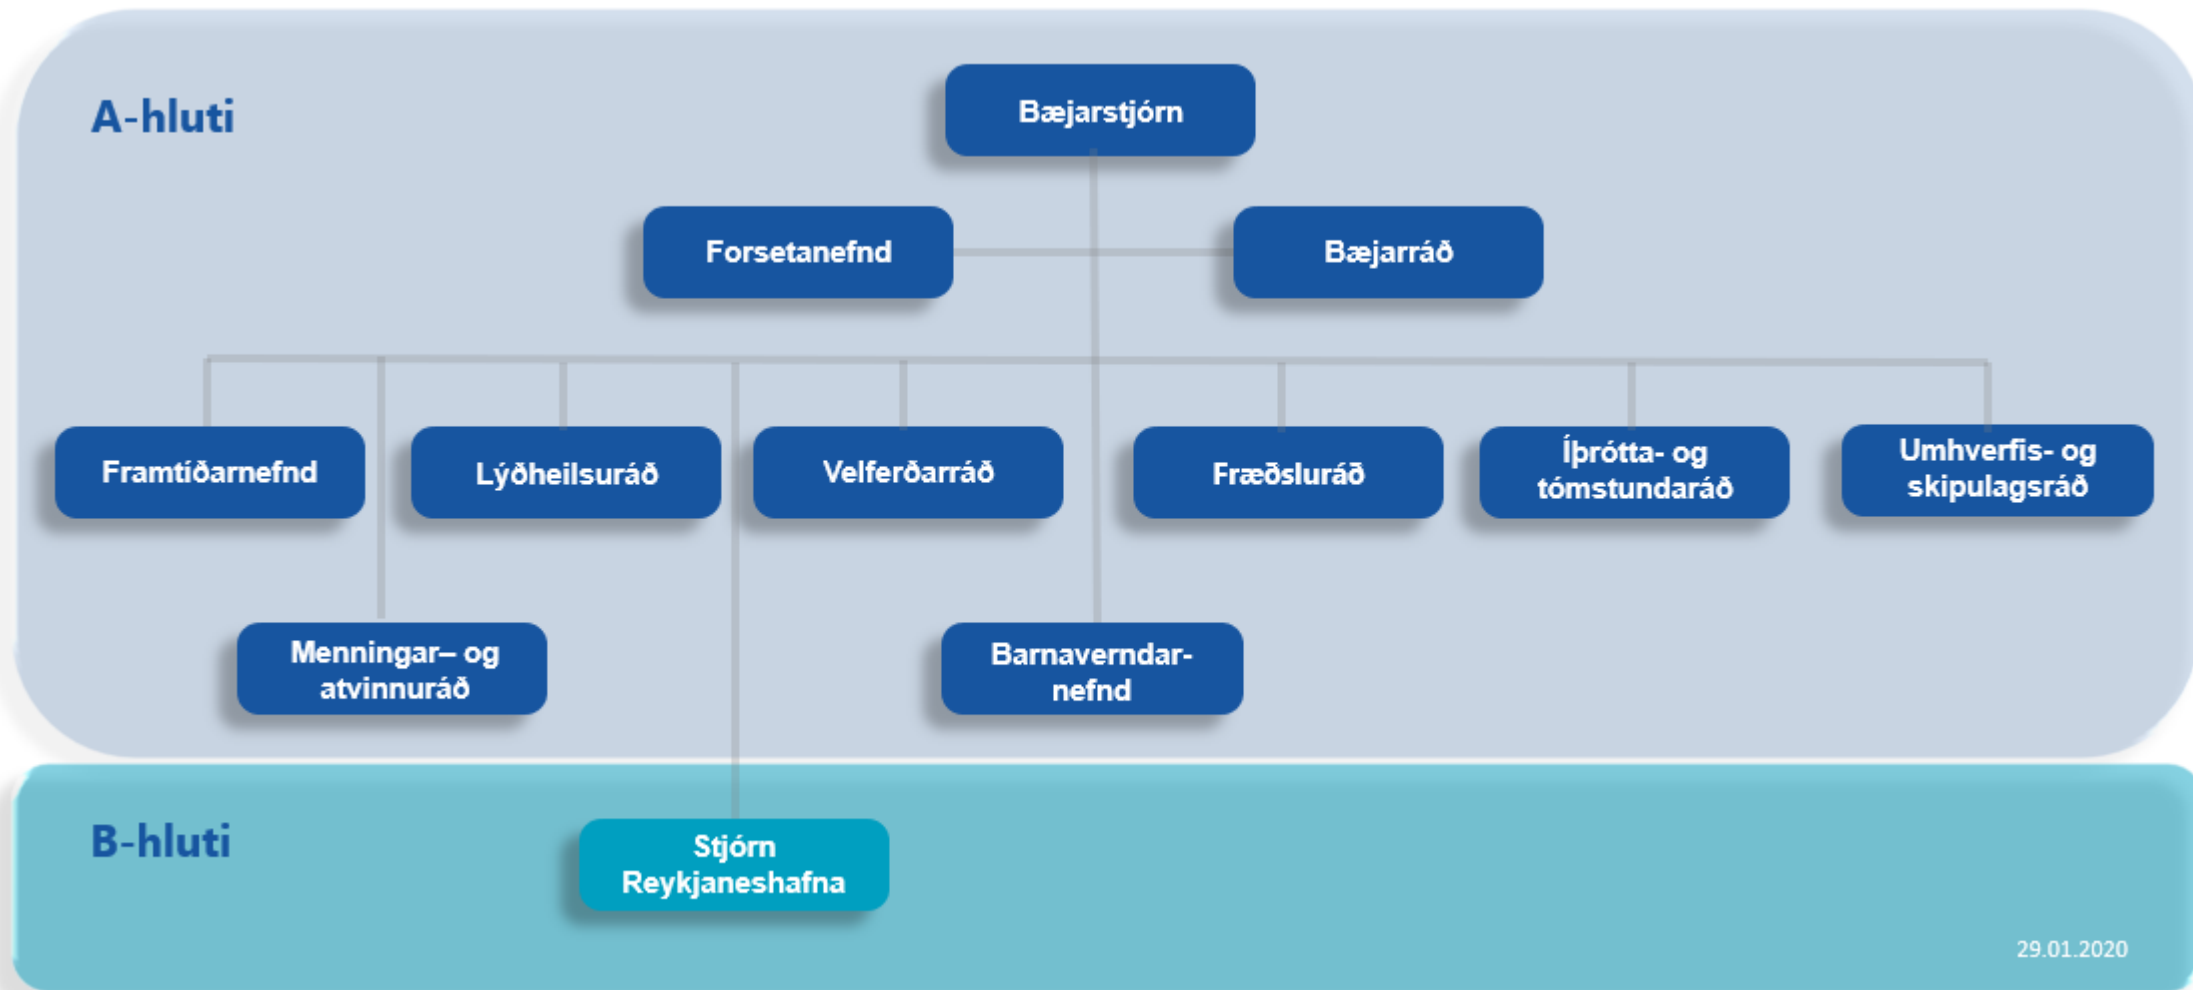 A-hluti
Bæjarstjórn
Forsetanefnd
Bæjarráð
Framtíðarnefnd
Lýðheilsuráð
Velferðarráð
Fræðsluráð
Íþrótta- og
tómstundaráð
Umhverfis- og
skipulagsráð
Menningar– og
atvinnuráð
Barnaverndar-
nefnd
B-hluti
Stjórn
Reykjaneshafna
29.01.2020